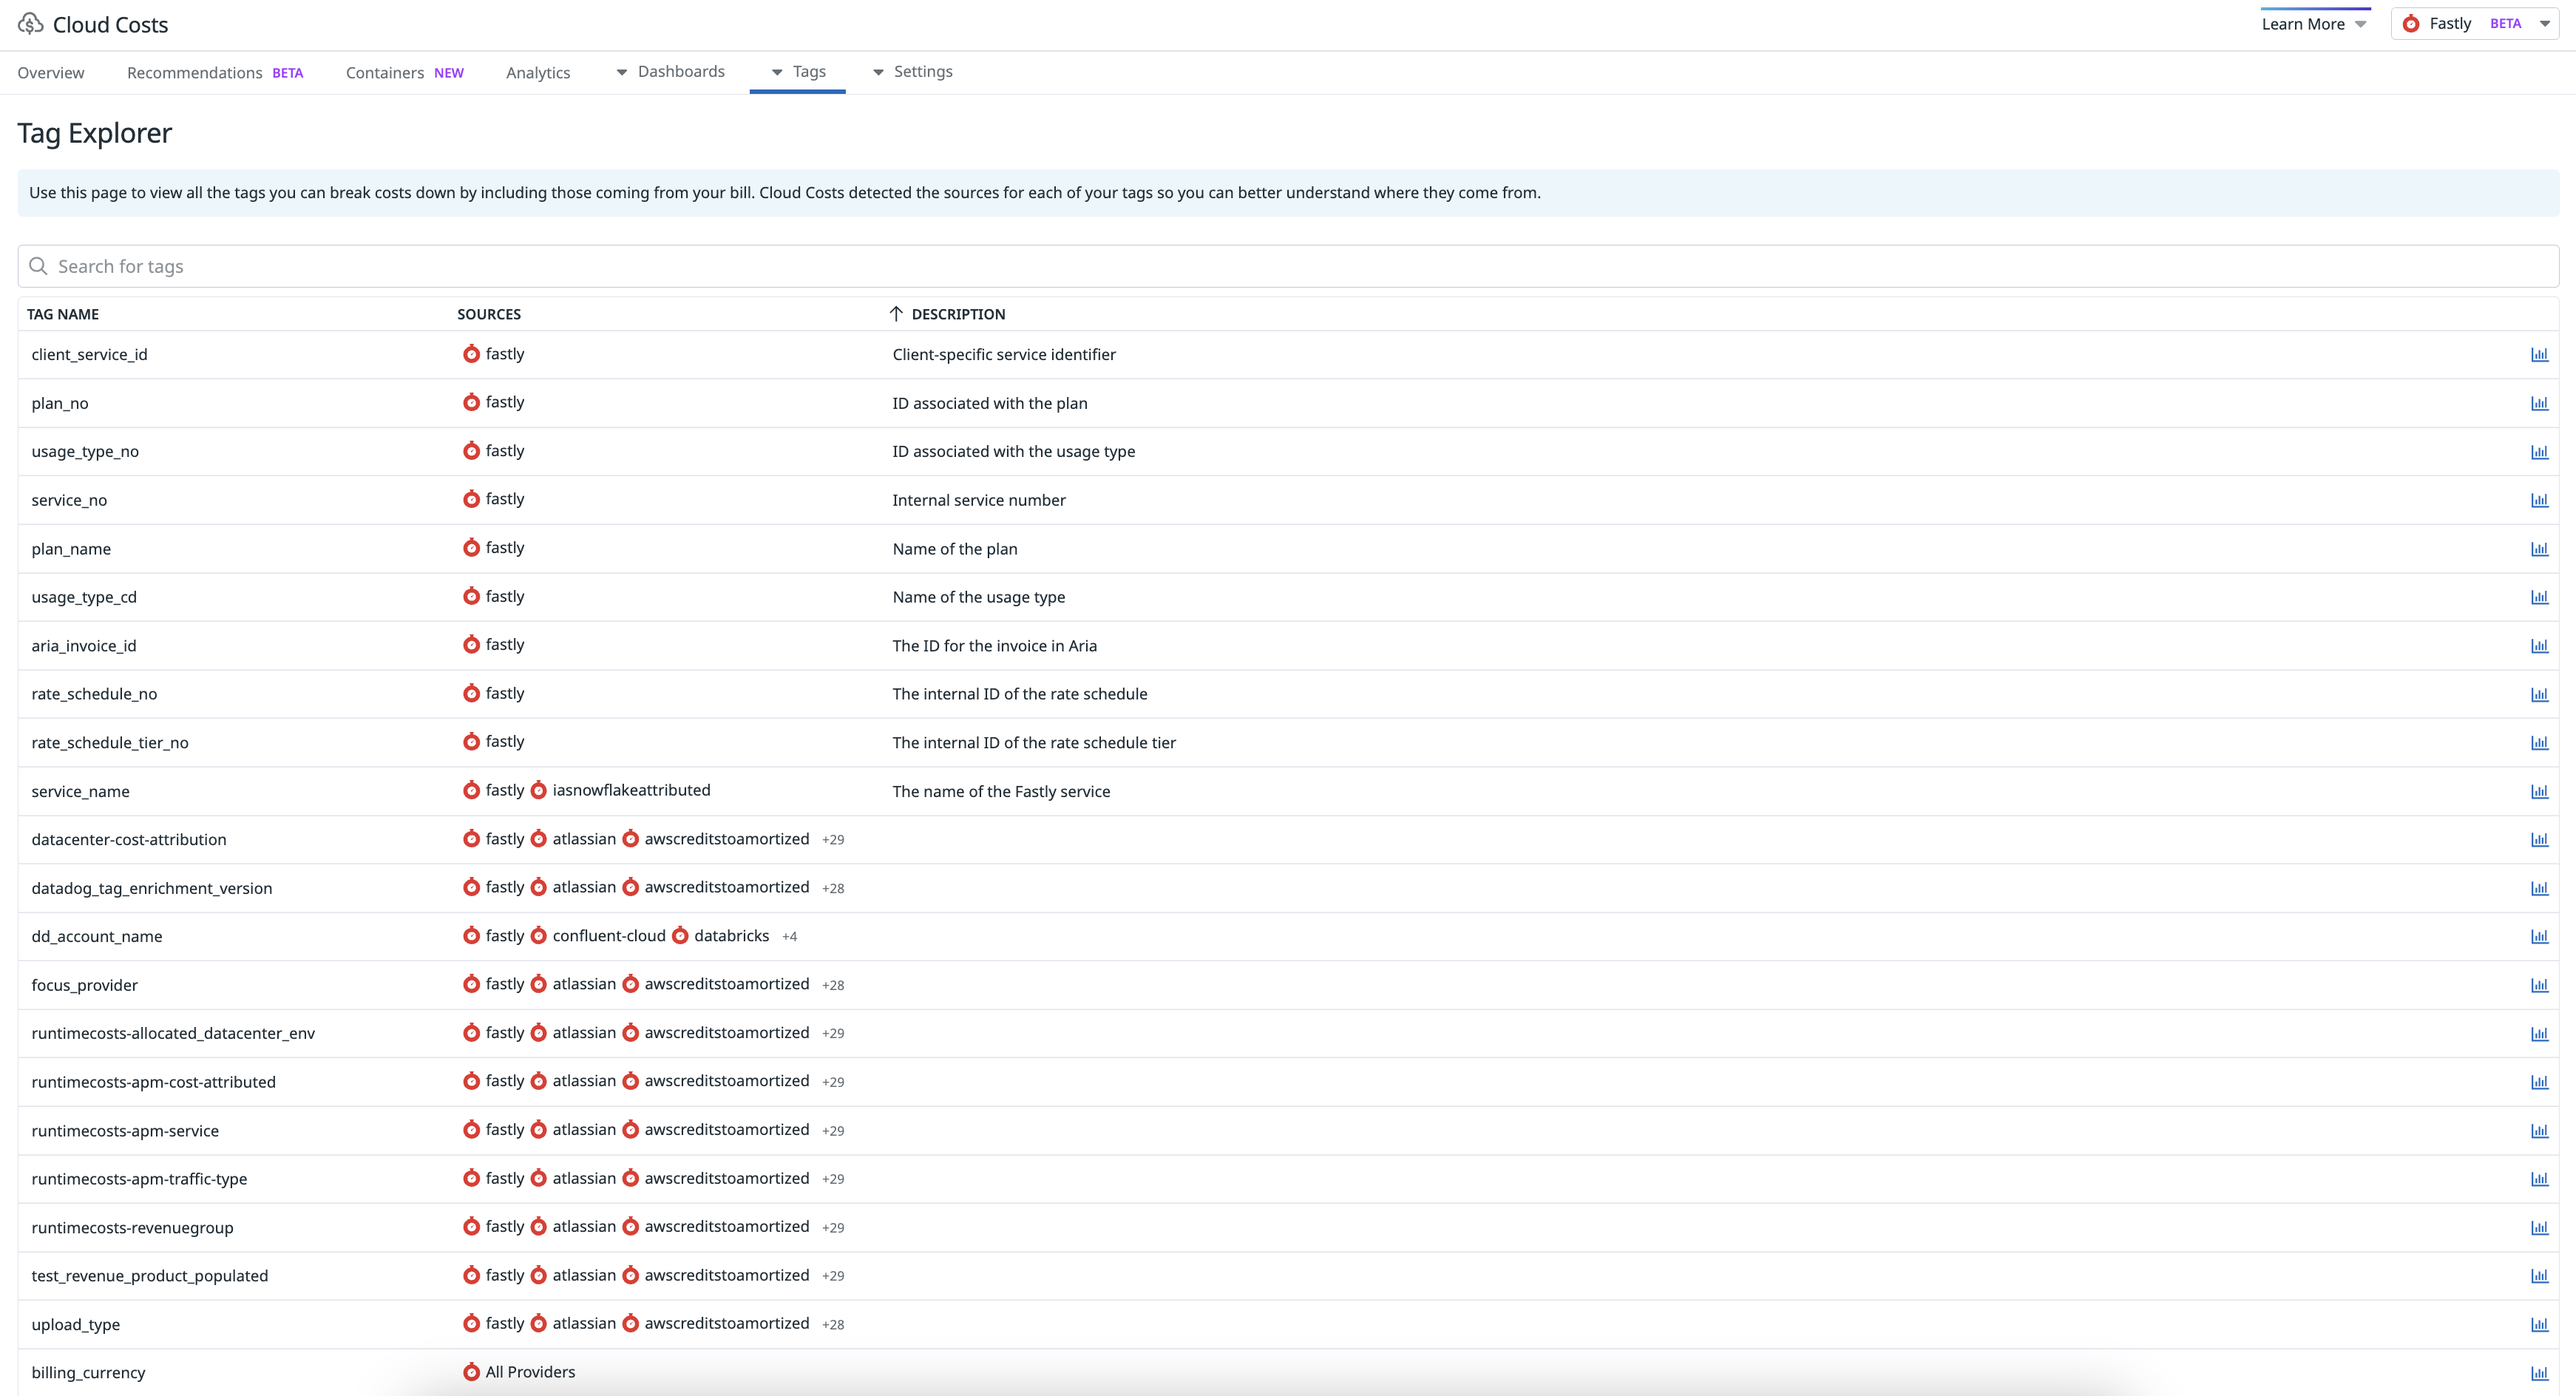 Cloud Costs
Learn More
Fastly BETA
Overview Recommendations BETA Containers NEW Analytics Dashboards Tags Settings
Tag Explorer
Use this page to view all the tags you can break costs down by including those coming from your bill. Cloud Costs detected the sources for each of your tags so you can better understand where they come from.
Search for tags
TAG NAME SOURCES DESCRIPTION
client_service_id fastly Client-specific service identifier
plan_no fastly ID associated with the plan
usage_type_no fastly ID associated with the usage type
service_no fastly Internal service number
plan_name fastly Name of the plan
usage_type_cd fastly Name of the usage type
aria_invoice_id fastly The ID for the invoice in Aria
rate_schedule_no fastly The internal ID of the rate schedule
rate_schedule_tier_no fastly The internal ID of the rate schedule tier
service_name fastly iasnowflakeattributed The name of the Fastly service
datacenter-cost-attribution fastly atlassian awscreditstoamortized +29
datadog_tag_enrichment_version fastly atlassian awscreditstoamortized +28
dd_account_name fastly confluent-cloud databricks +4
focus_provider fastly atlassian awscreditstoamortized +28
runtimecosts-allocated_datacenter_env fastly atlassian awscreditstoamortized +29
runtimecosts-apm-cost-attributed fastly atlassian awscreditstoamortized +29
runtimecosts-apm-service fastly atlassian awscreditstoamortized +29
runtimecosts-apm-traffic-type fastly atlassian awscreditstoamortized +29
runtimecosts-revenuegroup fastly atlassian awscreditstoamortized +29
test_revenue_product_populated fastly atlassian awscreditstoamortized +29
upload_type fastly atlassian awscreditstoamortized +28
billing_currency All Providers